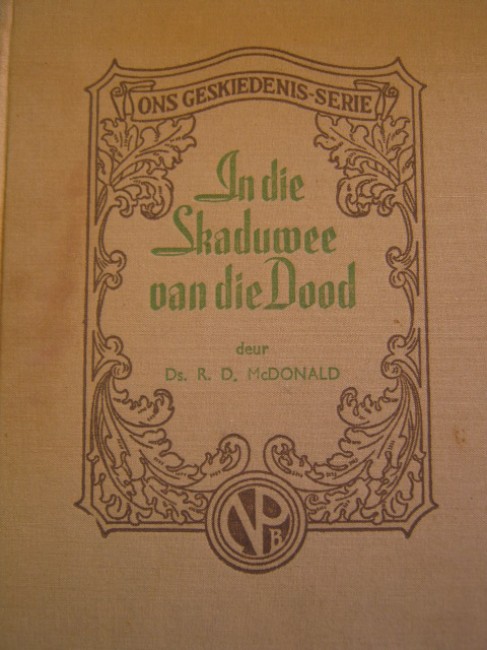 ONS GESKIEDENIS-SERIE
In die
Skaduwee
van die Dood
deur
Ds. R. D. McDONALD
NPB